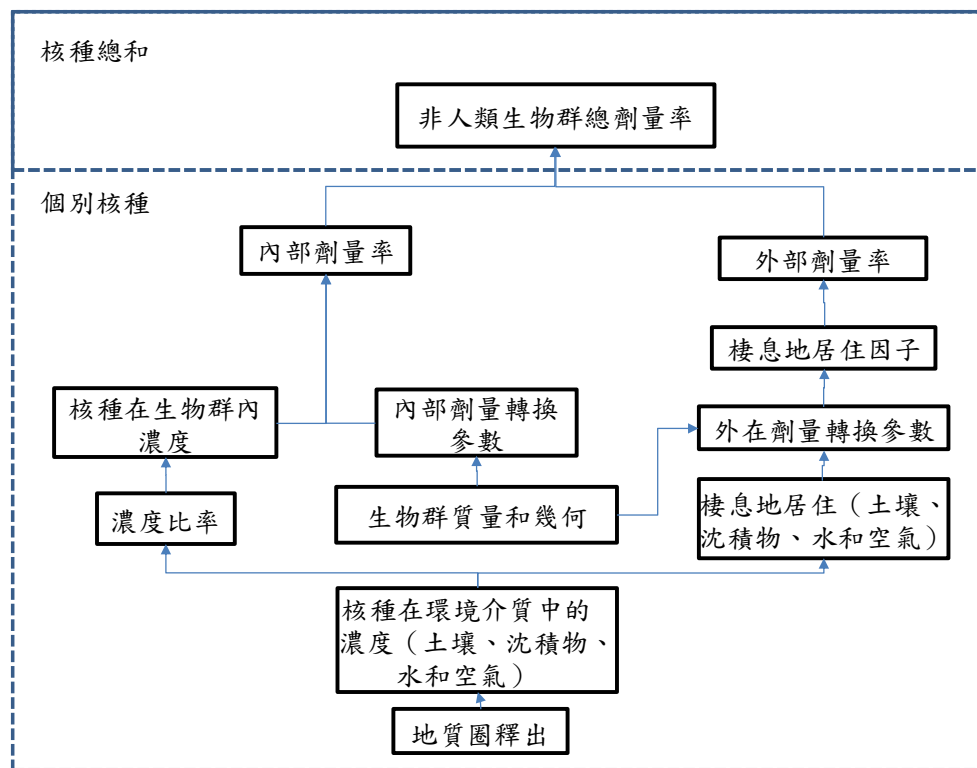 核種總和
非人類生物群總劑量率
個別核種
內部劑量率
外部劑量率
棲息地居住因子
核種在生物群內
濃度
內部劑量轉換
參數
外在劑量轉換參數
濃度比率
生物群質量和幾何
棲息地居住（土壤、
沈積物、水和空氣）
核種在環境介質中的
濃度（土壤、沈積物、
水和空氣）
地質圈釋出